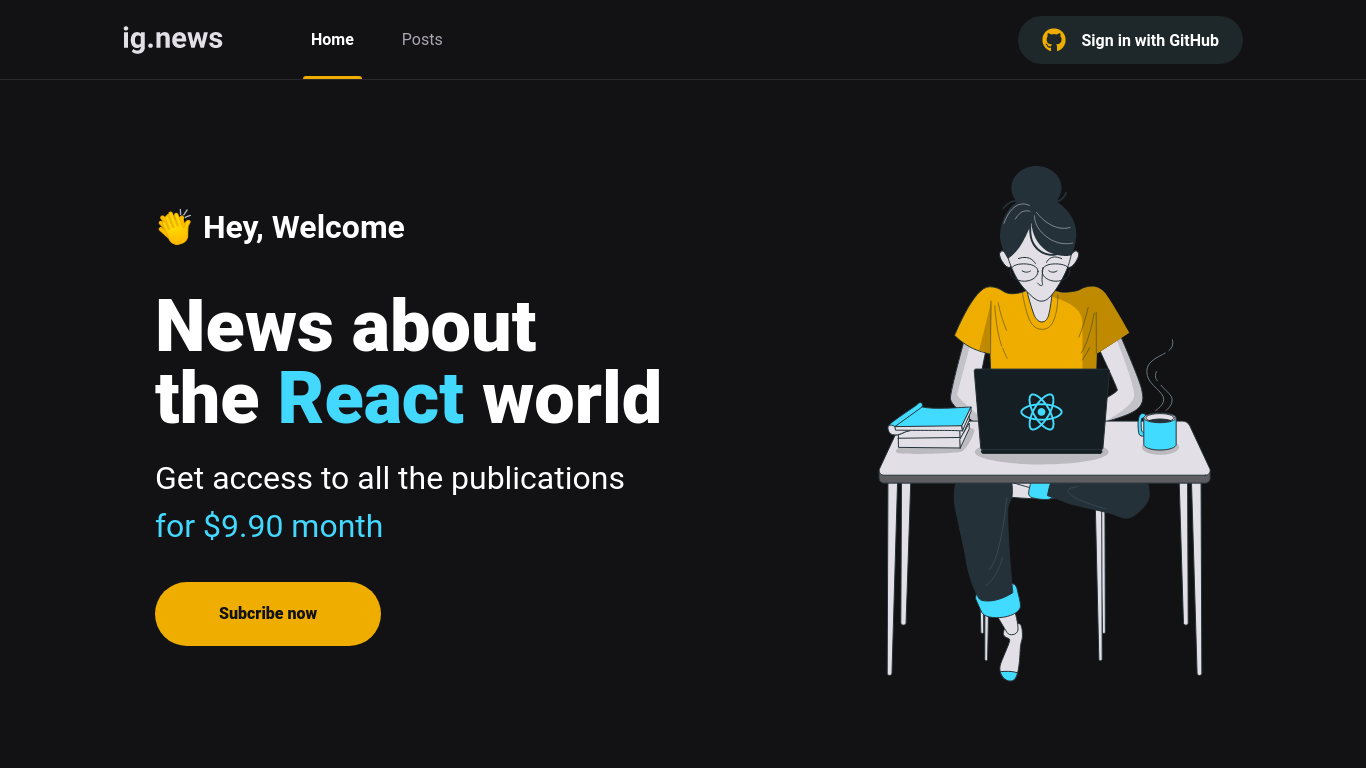 ig.news
Home
Posts
Sign in with GitHub
👏 Hey, Welcome
News about
the React world
Get access to all the publications
for $9.90 month
Subcribe now